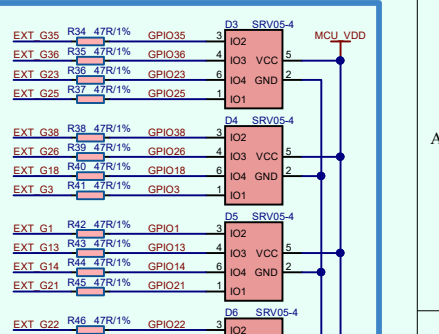 D3 SRV05-4
MCU_VDD
EXT_G35 R34 47R/1% GPIO35 3 IO2
EXT_G36 R35 47R/1% GPIO36 4 IO3 VCC 5
EXT_G23 R36 47R/1% GPIO23 6 IO4 GND 2
EXT_G25 R37 47R/1% GPIO25 1 IO1
D4 SRV05-4
EXT_G38 R38 47R/1% GPIO38 3 IO2
EXT_G26 R39 47R/1% GPIO26 4 IO3 VCC 5
EXT_G18 R40 47R/1% GPIO18 6 IO4 GND 2
EXT_G3 R41 47R/1% GPIO3 1 IO1
A
D5 SRV05-4
EXT_G1 R42 47R/1% GPIO1 3 IO2
EXT_G13 R43 47R/1% GPIO13 4 IO3 VCC 5
EXT_G14 R44 47R/1% GPIO14 6 IO4 GND 2
EXT_G21 R45 47R/1% GPIO21 1 IO1
D6 SRV05-4
EXT_G22 R46 47R/1% GPIO22 3 IO2